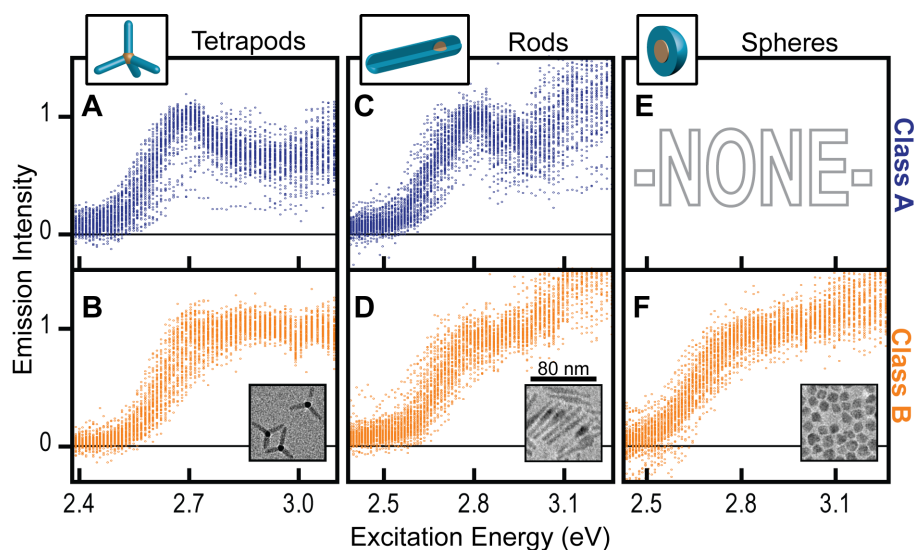 Tetrapods
Rods
Spheres
A
C
E
1
0
-NONE-
Class A
Emission Intensity
B
D
F
1
0
80 nm
Class B
2.4 2.7 3.0
2.5 2.8 3.1
2.5 2.8 3.1
Excitation Energy (eV)